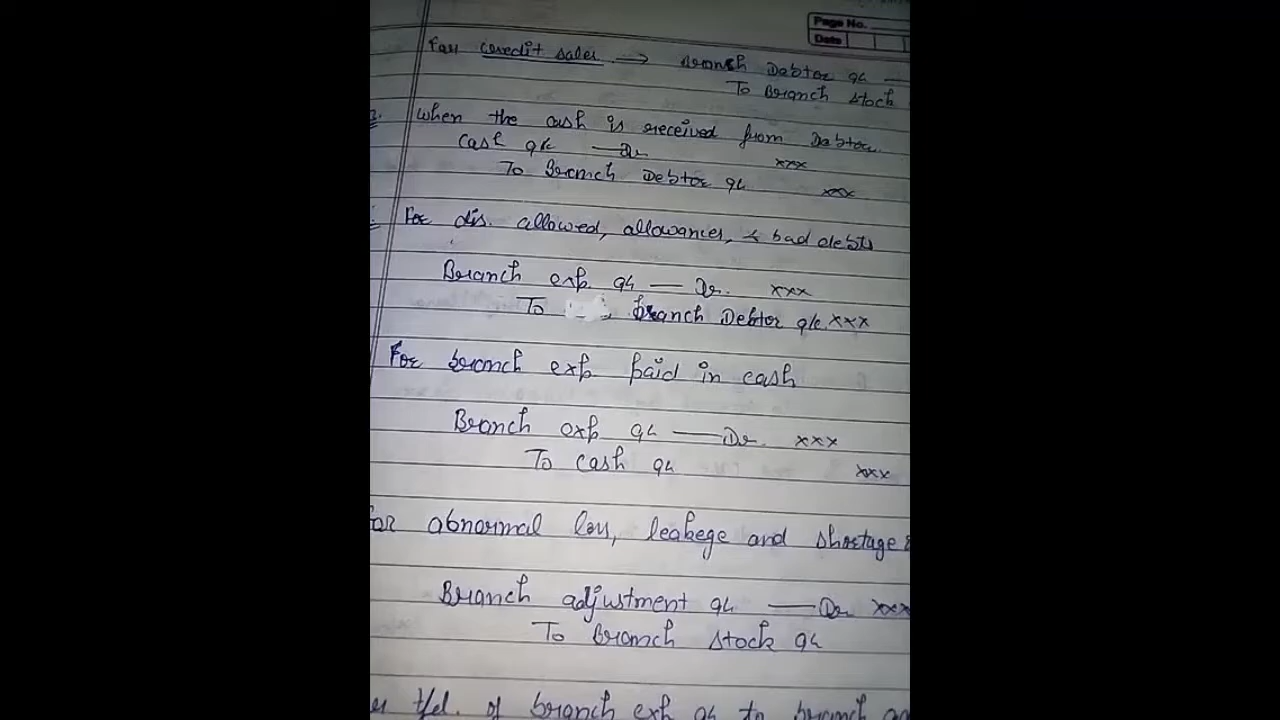 Page No.
Date
For credit sales → Branch Debtor a/c —
To Branch stock
When the cash is received from Debtor
Cash a/c — Dr xxx
To Branch Debtor a/c xxx
For dis. allowed, allowances, & bad debts
Branch exp. a/c — Dr. xxx
To branch Debtor a/c xxx
For branch exp. paid in cash
Branch exp. a/c — Dr. xxx
To cash a/c xxx
For abnormal loss, leakege and shortage
Branch adjustment a/c — Dr xxx
To Branch stock a/c
of branch exp a/c to branch